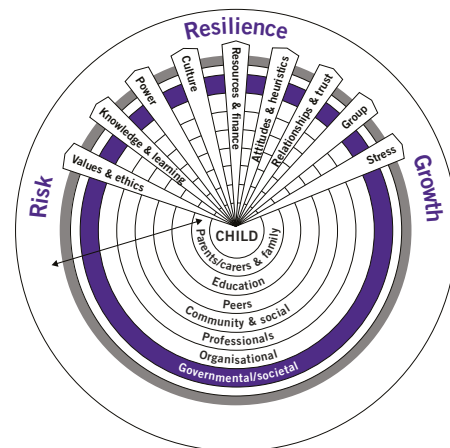 Resilience
Risk
Growth
Values & ethics
Knowledge & learning
Power
Culture
Resources & finance
Attitudes & heuristics
Relationships & trust
Group
Stress
CHILD
Parents/carers & family
Education
Peers
Community & social
Professionals
Organisational
Governmental/societal